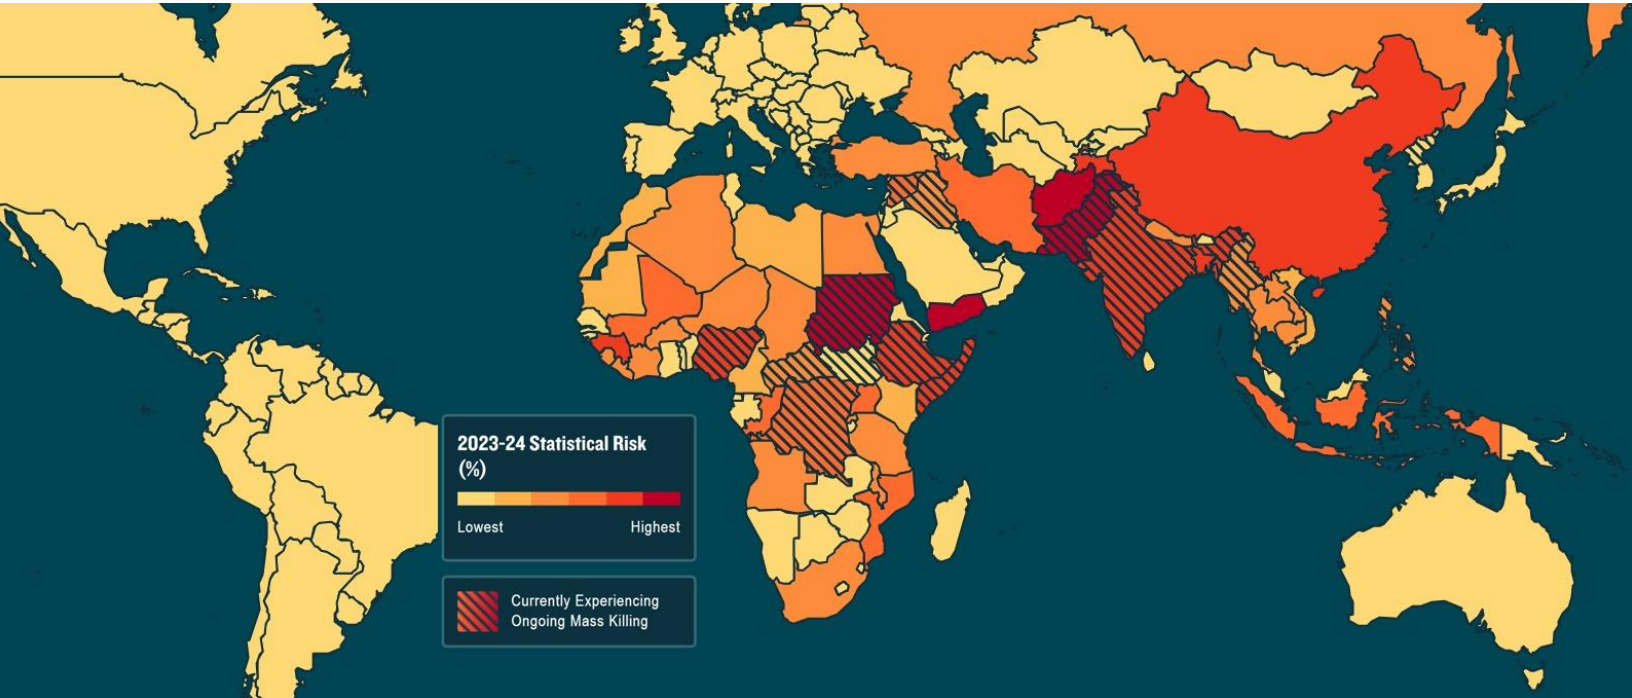 2023-24 Statistical Risk
(%)
Lowest Highest
Currently Experiencing
Ongoing Mass Killing